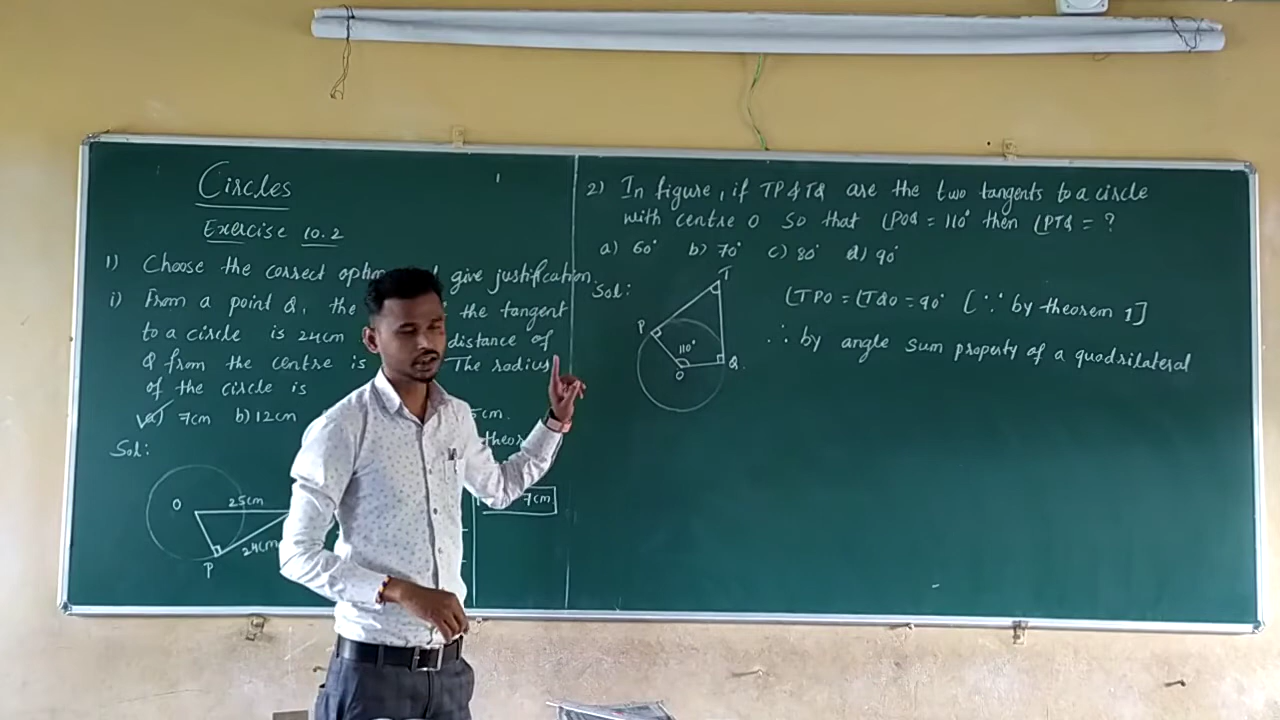 Circles
Exercise 10.2
1) Choose the correct option give justification.
i) From a point Q, the the tangent
to a circle is 24cm distance of
Q from the centre is The radius
of the circle is
a) 7cm b) 12cm 5cm.
Sol:
O 25cm
24cm
P
7cm
2) In figure, if TP & TQ are the two tangents to a circle
with centre O so that ∠POQ = 110° then ∠PTQ = ?
a) 60° b) 70° c) 80° d) 90°
Sol:
T
P
110°
O
Q
∠TPO = ∠TQO = 90° [∵ by theorem 1]
∴ by angle sum property of a quadrilateral